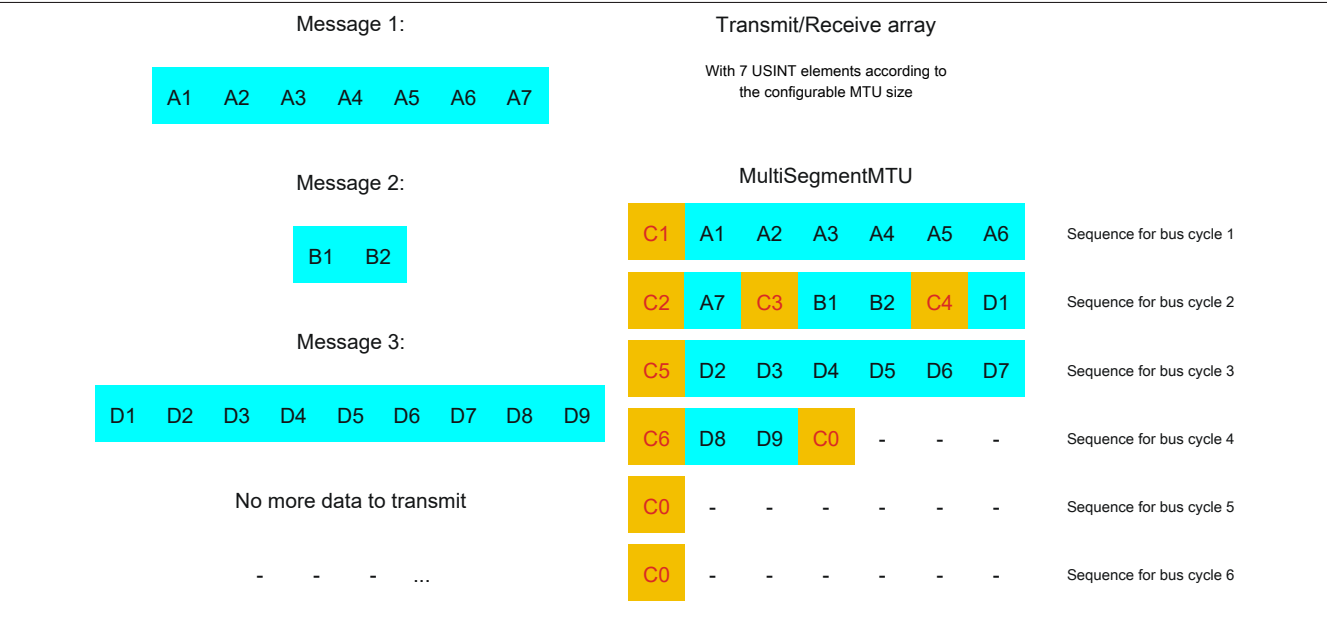 Message 1:
A1 A2 A3 A4 A5 A6 A7
Message 2:
B1 B2
Message 3:
D1 D2 D3 D4 D5 D6 D7 D8 D9
No more data to transmit
- - - ...
Transmit/Receive array
With 7 USINT elements according to
the configurable MTU size
MultiSegmentMTU
C1 A1 A2 A3 A4 A5 A6 Sequence for bus cycle 1
C2 A7 C3 B1 B2 C4 D1 Sequence for bus cycle 2
C5 D2 D3 D4 D5 D6 D7 Sequence for bus cycle 3
C6 D8 D9 C0 - - - Sequence for bus cycle 4
C0 - - - - - - Sequence for bus cycle 5
C0 - - - - - - Sequence for bus cycle 6